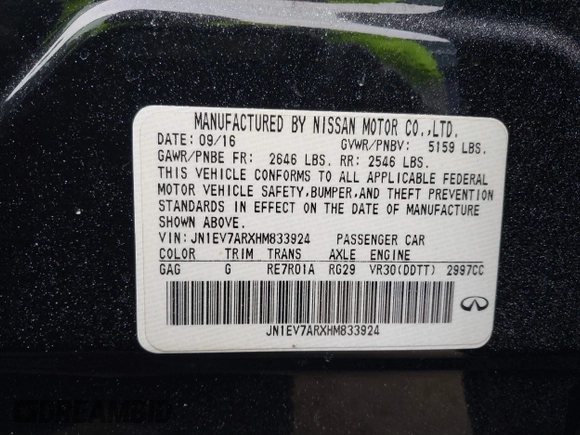 MANUFACTURED BY NISSAN MOTOR CO.,LTD.
DATE: 09/16 GVWR/PNBV: 5159 LBS.
GAWR/PNBE FR: 2646 LBS. RR: 2546 LBS.
THIS VEHICLE CONFORMS TO ALL APPLICABLE FEDERAL
MOTOR VEHICLE SAFETY,BUMPER,AND THEFT PREVENTION
STANDARDS IN EFFECT ON THE DATE OF MANUFACTURE
SHOWN ABOVE.
VIN: JN1EV7ARXHM833924 PASSENGER CAR
COLOR TRIM TRANS AXLE ENGINE
GAG G RE7R01A RG29 VR30(DDTT) 2997CC
JN1EV7ARXHM833924
DREAMBID